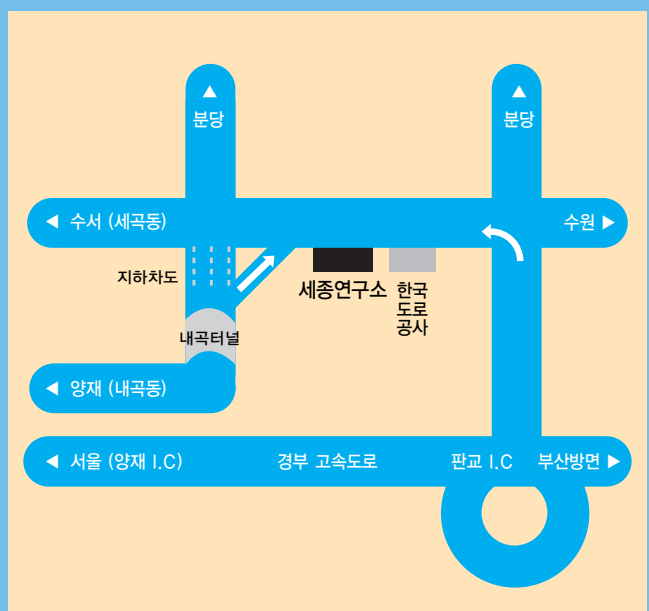 ▲ ▲
분당 분당
◀ 수서 (세곡동) 수원 ▶
지하차도
세종연구소 한국
도로
공사
내곡터널
◀ 양재 (내곡동)
◀ 서울 (양재 I.C) 경부 고속도로 판교 I.C 부산방면 ▶